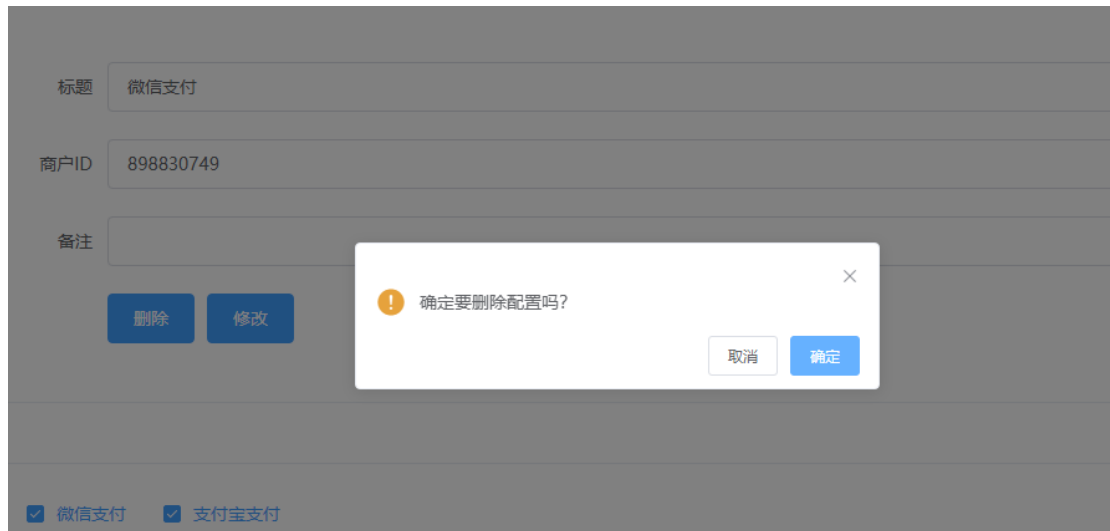 标题 微信支付
商户ID 898830749
备注
确定要删除配置吗?
删除 修改
取消 确定
微信支付 支付宝支付